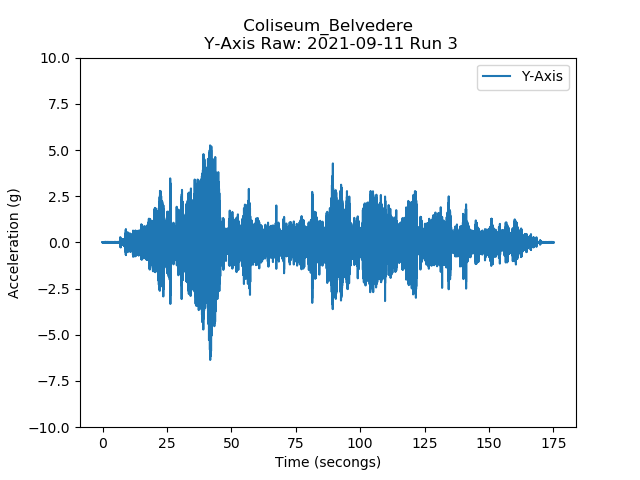 Coliseum_Belvedere
Y-Axis Raw: 2021-09-11 Run 3
Y-Axis
10.0
7.5
5.0
2.5
0.0
−2.5
−5.0
−7.5
−10.0
Acceleration (g)
0 25 50 75 100 125 150 175
Time (secongs)